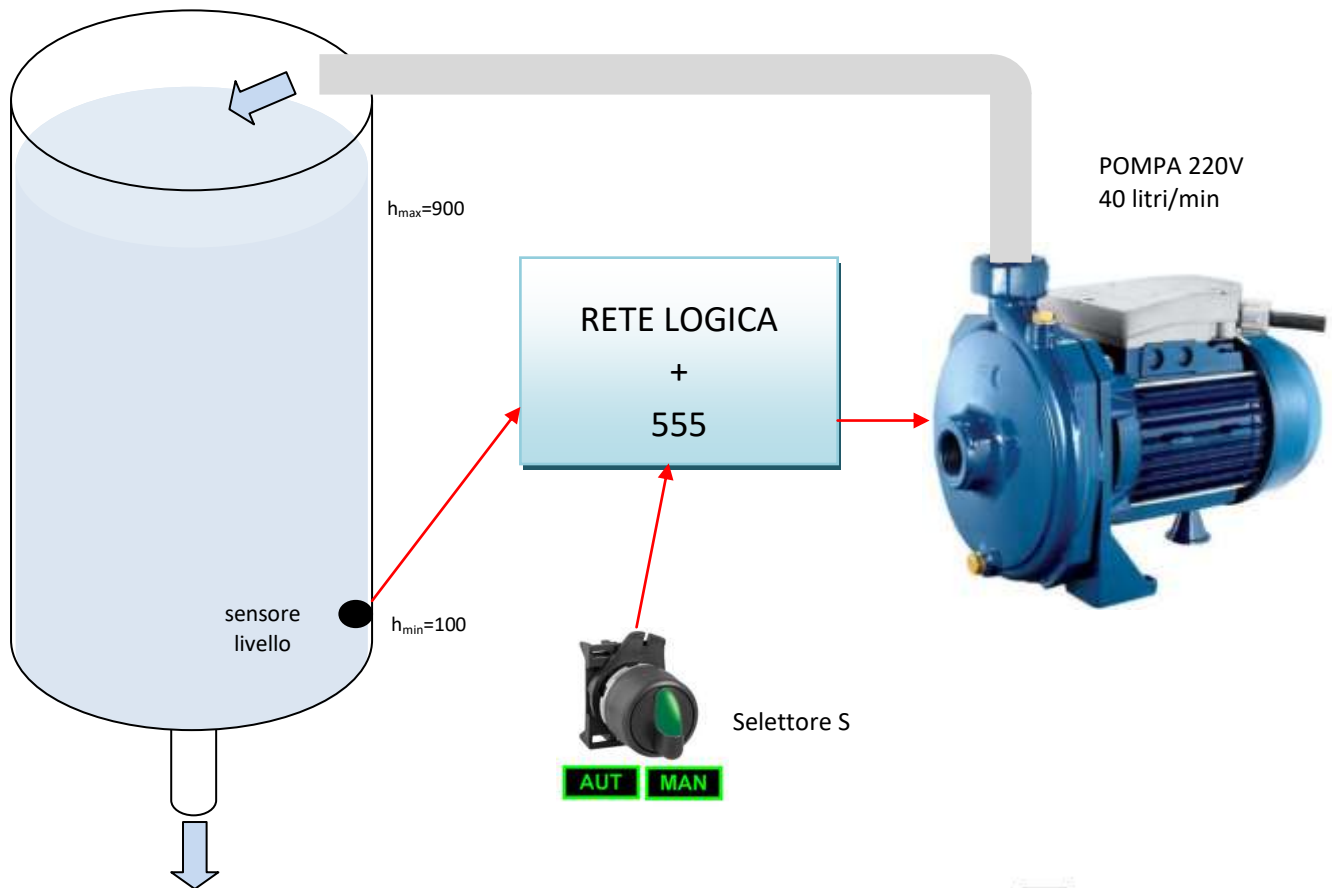 POMPA 220V
40 litri/min
hmax=900
RETE LOGICA
+
555
sensore
livello
hmin=100
Selettore S
AUT MAN